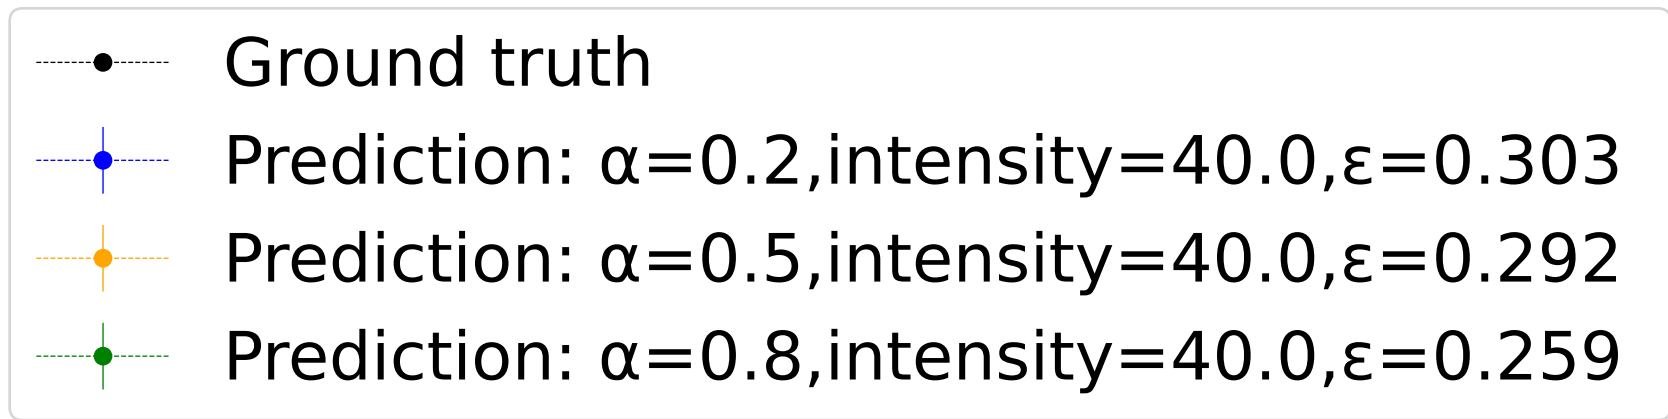 Ground truth
Prediction: α=0.2,intensity=40.0,ε=0.303
Prediction: α=0.5,intensity=40.0,ε=0.292
Prediction: α=0.8,intensity=40.0,ε=0.259